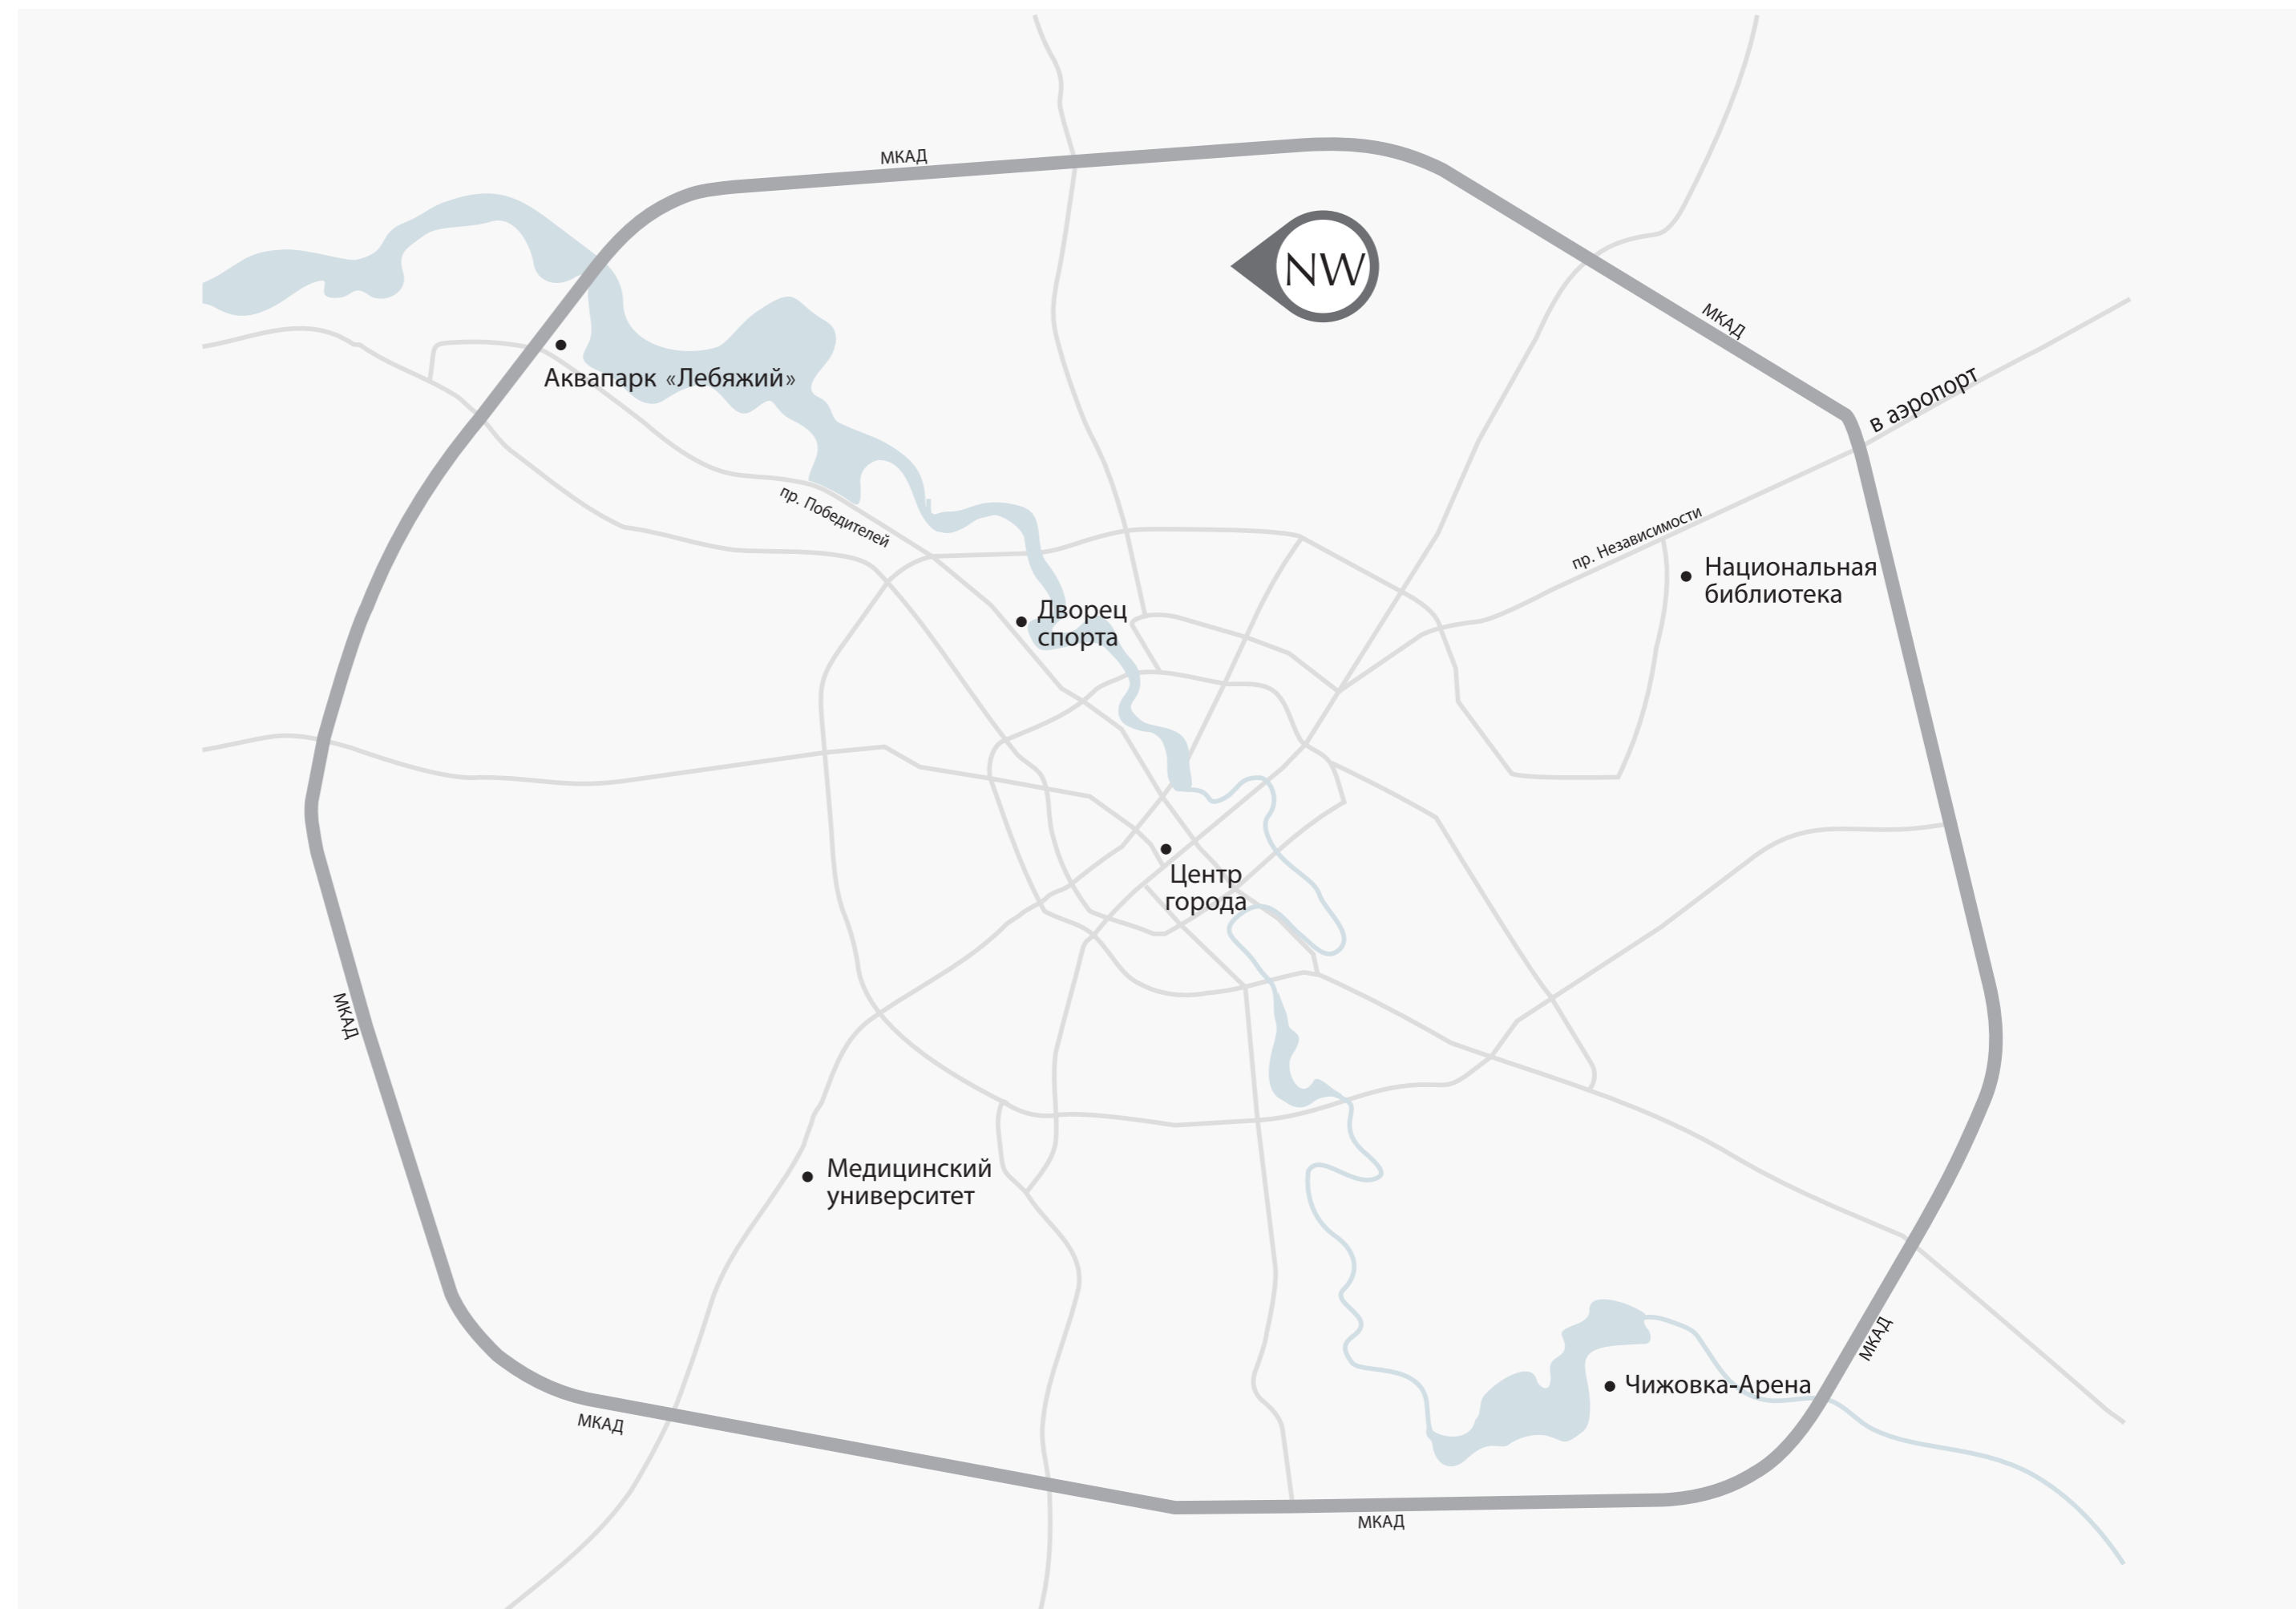 МКАД
NW
МКАД
в аэропорт
Аквапарк «Лебяжий»
пр. Победителей
пр. Независимости
Национальная
библиотека
Дворец
спорта
Центр
города
МКАД
Медицинский
университет
МКАД
Чижовка-Арена
МКАД
МКАД